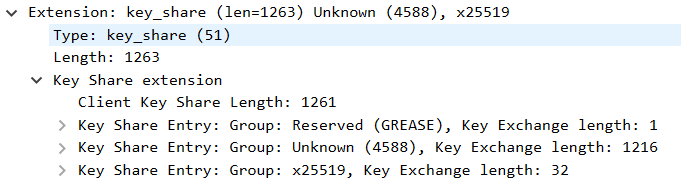 Extension: key_share (len=1263) Unknown (4588), x25519
Type: key_share (51)
Length: 1263
Key Share extension
Client Key Share Length: 1261
Key Share Entry: Group: Reserved (GREASE), Key Exchange length: 1
Key Share Entry: Group: Unknown (4588), Key Exchange length: 1216
Key Share Entry: Group: x25519, Key Exchange length: 32